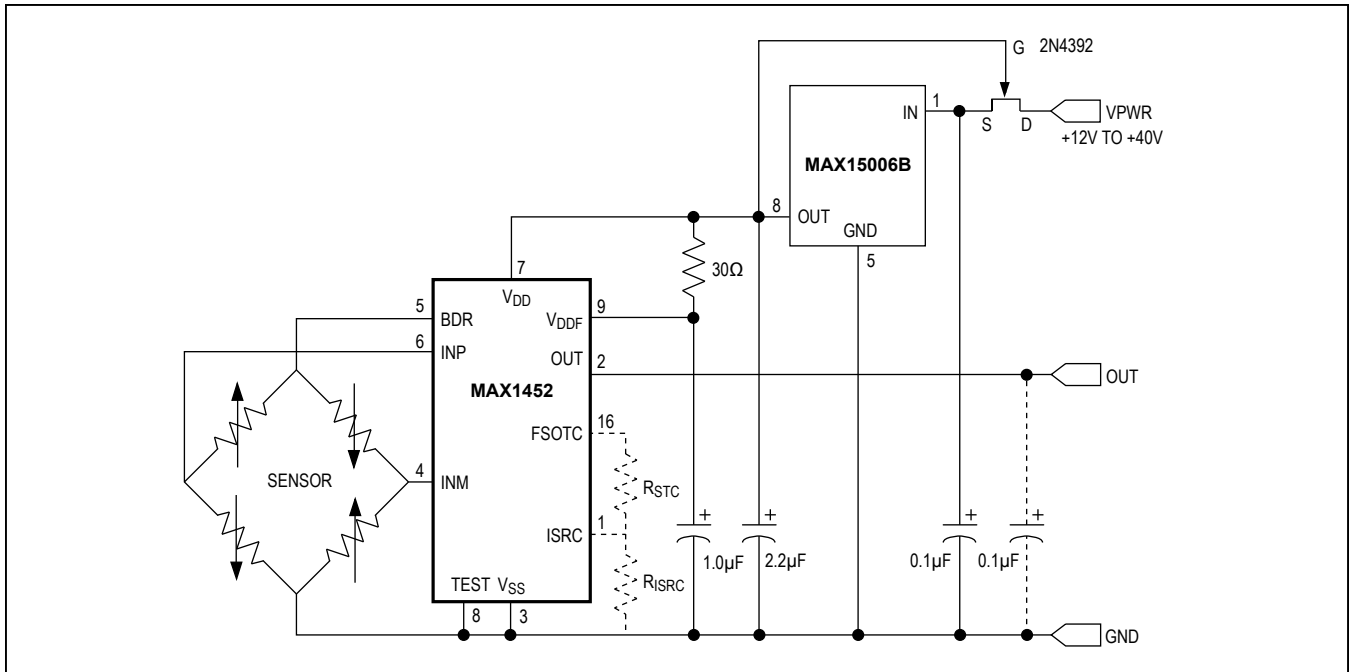 G 2N4392
1
IN
S D
VPWR
+12V TO +40V
MAX15006B
8
OUT
GND
5
30Ω
7
VDD
5
BDR
VDDF
9
6
INP
OUT
2
OUT
MAX1452
FSOTC
16
SENSOR
4
INM
RSTC
ISRC
1
+
+
+
+
1.0µF
2.2µF
0.1µF
0.1µF
RISRC
TEST VSS
8
3
GND